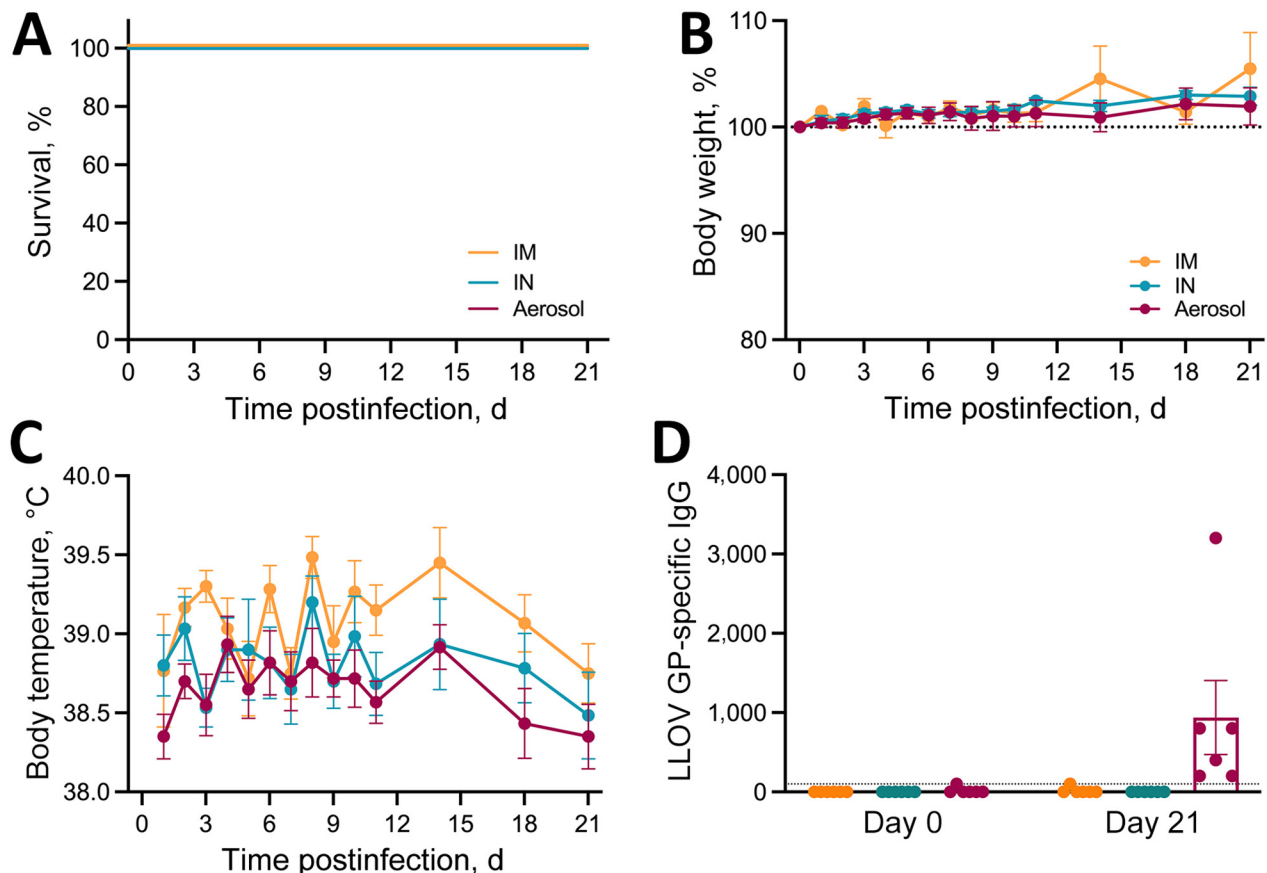 A
Survival, %
100
80
60
40
20
0
IM
IN
Aerosol
0 3 6 9 12 15 18 21
Time postinfection, d
B
Body weight, %
110
100
90
80
IM
IN
Aerosol
0 3 6 9 12 15 18 21
Time postinfection, d
C
Body temperature, °C
40.0
39.5
39.0
38.5
38.0
0 3 6 9 12 15 18 21
Time postinfection, d
D
LLOV GP-specific IgG
4,000
3,000
2,000
1,000
0
Day 0 Day 21